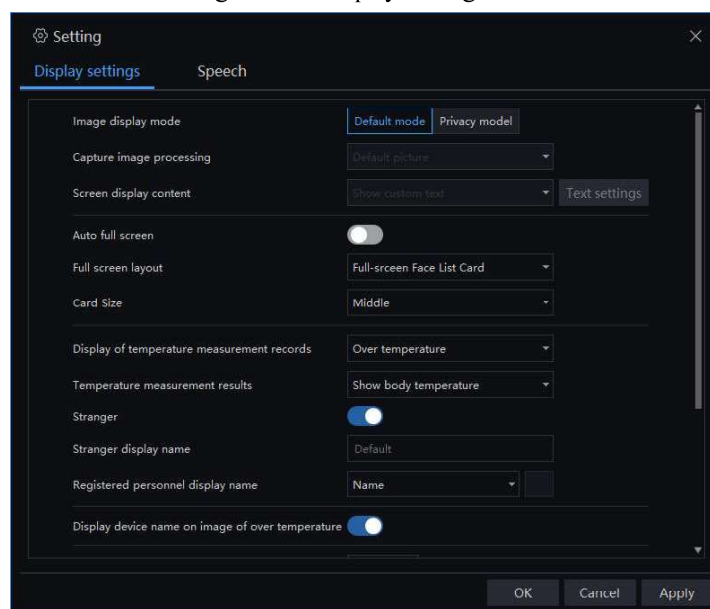 Setting
Display settings Speech
Image display mode Default mode Privacy model
Capture image processing Default picture
Screen display content Show custom text Text settings
Auto full screen
Full screen layout Full-srceen Face List Card
Card Size Middle
Display of temperature measurement records Over temperature
Temperature measurement results Show body temperature
Stranger
Stranger display name Default
Registered personnel display name Name
Display device name on image of over temperature
OK Cancel Apply